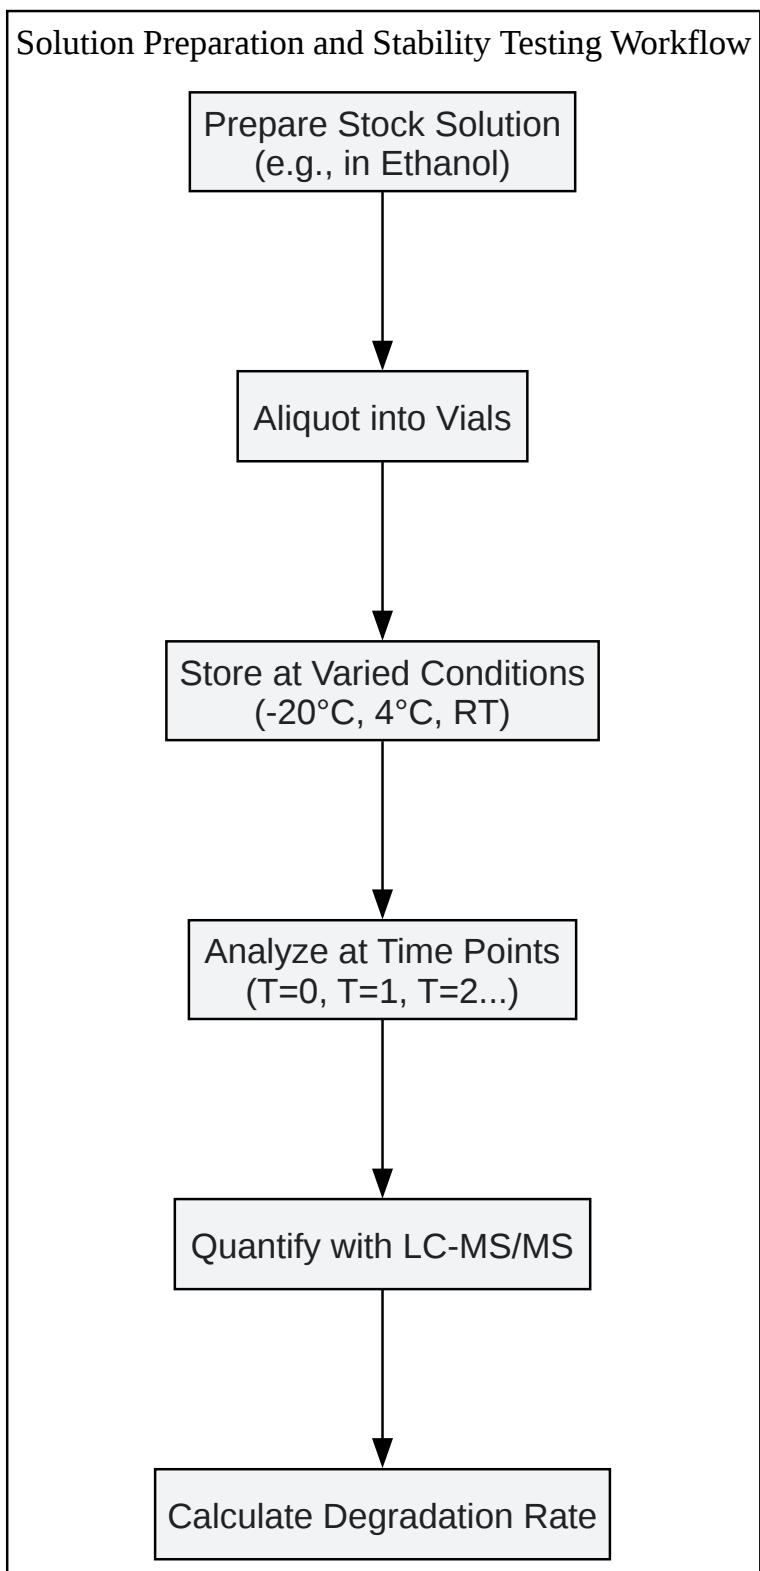 Solution Preparation and Stability Testing Workflow
Prepare Stock Solution
(e.g., in Ethanol)
Aliquot into Vials
Store at Varied Conditions
(-20°C, 4°C, RT)
Analyze at Time Points
(T=0, T=1, T=2...)
Quantify with LC-MS/MS
Calculate Degradation Rate